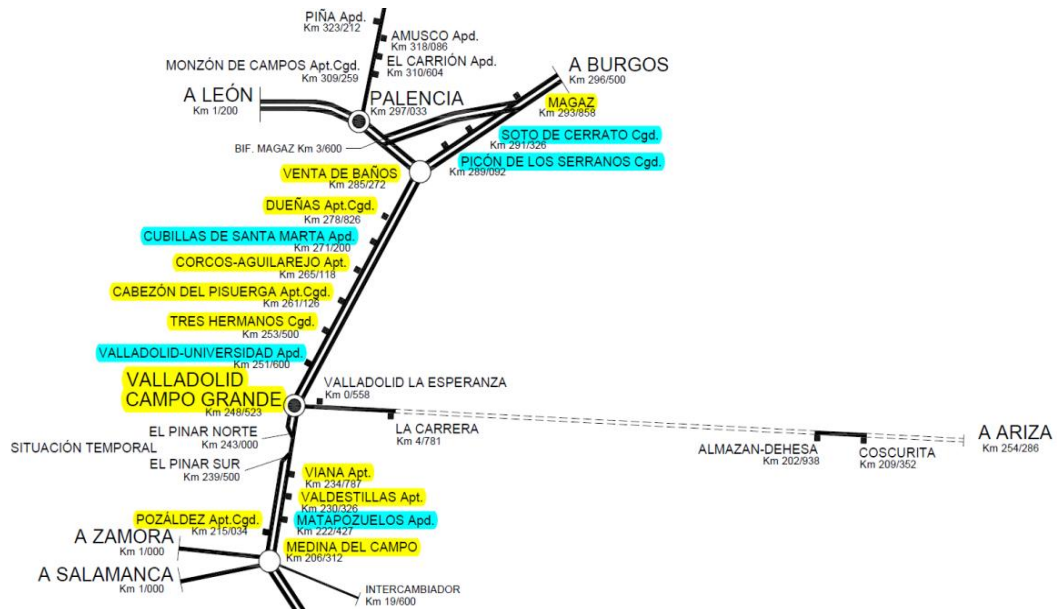 PIÑA Apd.
Km 323/212
AMUSCO Apd.
Km 318/086
EL CARRIÓN Apd.
Km 310/604
MONZÓN DE CAMPOS Apt.Cgd.
Km 309/259
A BURGOS
Km 296/500
A LEÓN
Km 1/200
PALENCIA
Km 297/033
MAGAZ
Km 293/858
SOTO DE CERRATO Cgd.
Km 291/326
BIF. MAGAZ Km 3/600
PICÓN DE LOS SERRANOS Cgd.
Km 289/092
VENTA DE BAÑOS
Km 285/272
DUEÑAS Apt.Cgd.
Km 278/826
CUBILLAS DE SANTA MARTA Apd.
Km 271/200
CORCOS-AGUILAREJO Apt.
Km 265/118
CABEZÓN DEL PISUERGA Apt.Cgd.
Km 261/126
TRES HERMANOS Cgd.
Km 253/500
VALLADOLID-UNIVERSIDAD Apd.
Km 251/600
VALLADOLID
CAMPO GRANDE
Km 248/523
VALLADOLID LA ESPERANZA
Km 0/558
LA CARRERA
Km 4/781
ALMAZAN-DEHESA
Km 202/938
COSCURITA
Km 209/352
A ARIZA
Km 254/286
EL PINAR NORTE
Km 243/000
SITUACIÓN TEMPORAL
EL PINAR SUR
Km 239/500
VIANA Apt.
Km 234/787
VALDESTILLAS Apt.
Km 230/326
MATAPOZUELOS Apd.
Km 222/427
POZÁLDEZ Apt.Cgd.
Km 215/034
A ZAMORA
Km 1/000
MEDINA DEL CAMPO
Km 206/312
A SALAMANCA
Km 1/000
INTERCAMBIADOR
Km 19/600